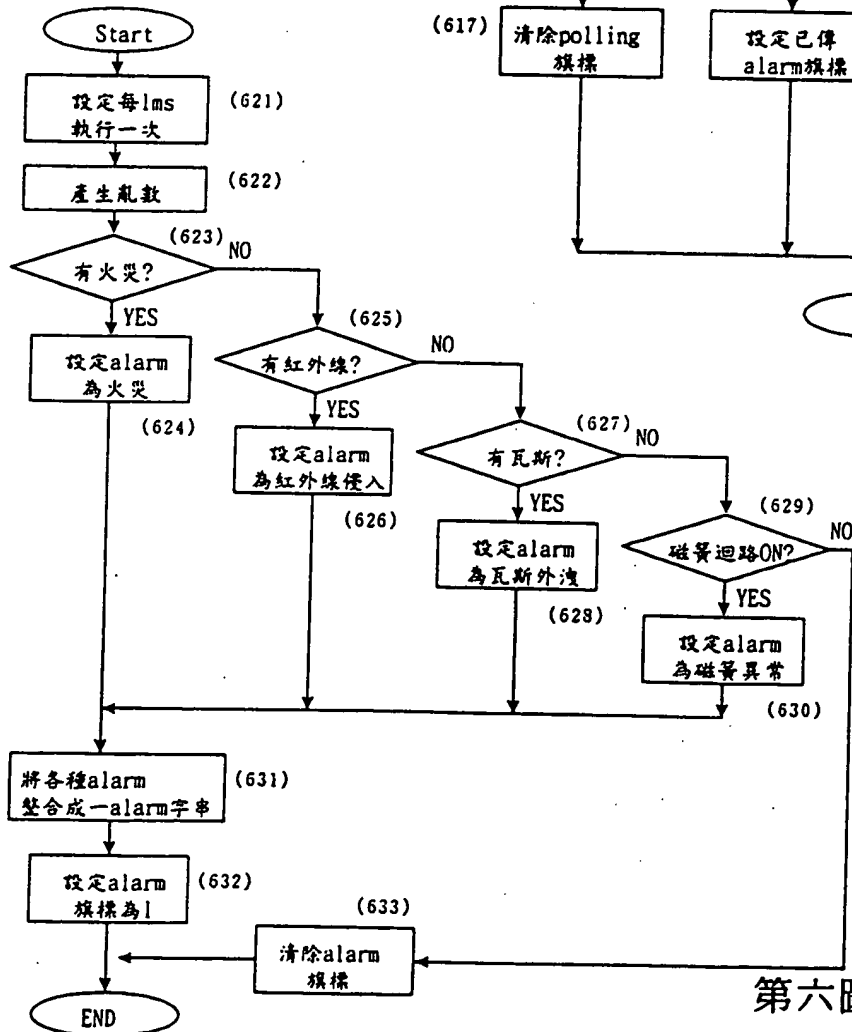 Start
設定每1ms
執行一次
(621)
產生亂數
(622)
有火災?
(623)
NO
YES
設定alarm
為火災
(624)
有紅外線?
(625)
NO
YES
設定alarm
為紅外線侵入
(626)
有瓦斯?
(627)
NO
YES
設定alarm
為瓦斯外洩
(628)
磁簧迴路ON?
(629)
NO
YES
設定alarm
為磁簧異常
(630)
將各種alarm
整合成一alarm字串
(631)
設定alarm
旗標為1
(632)
清除alarm
旗標
(633)
END
(617)
清除polling
旗標
設定已傳
alarm旗標
第六圖